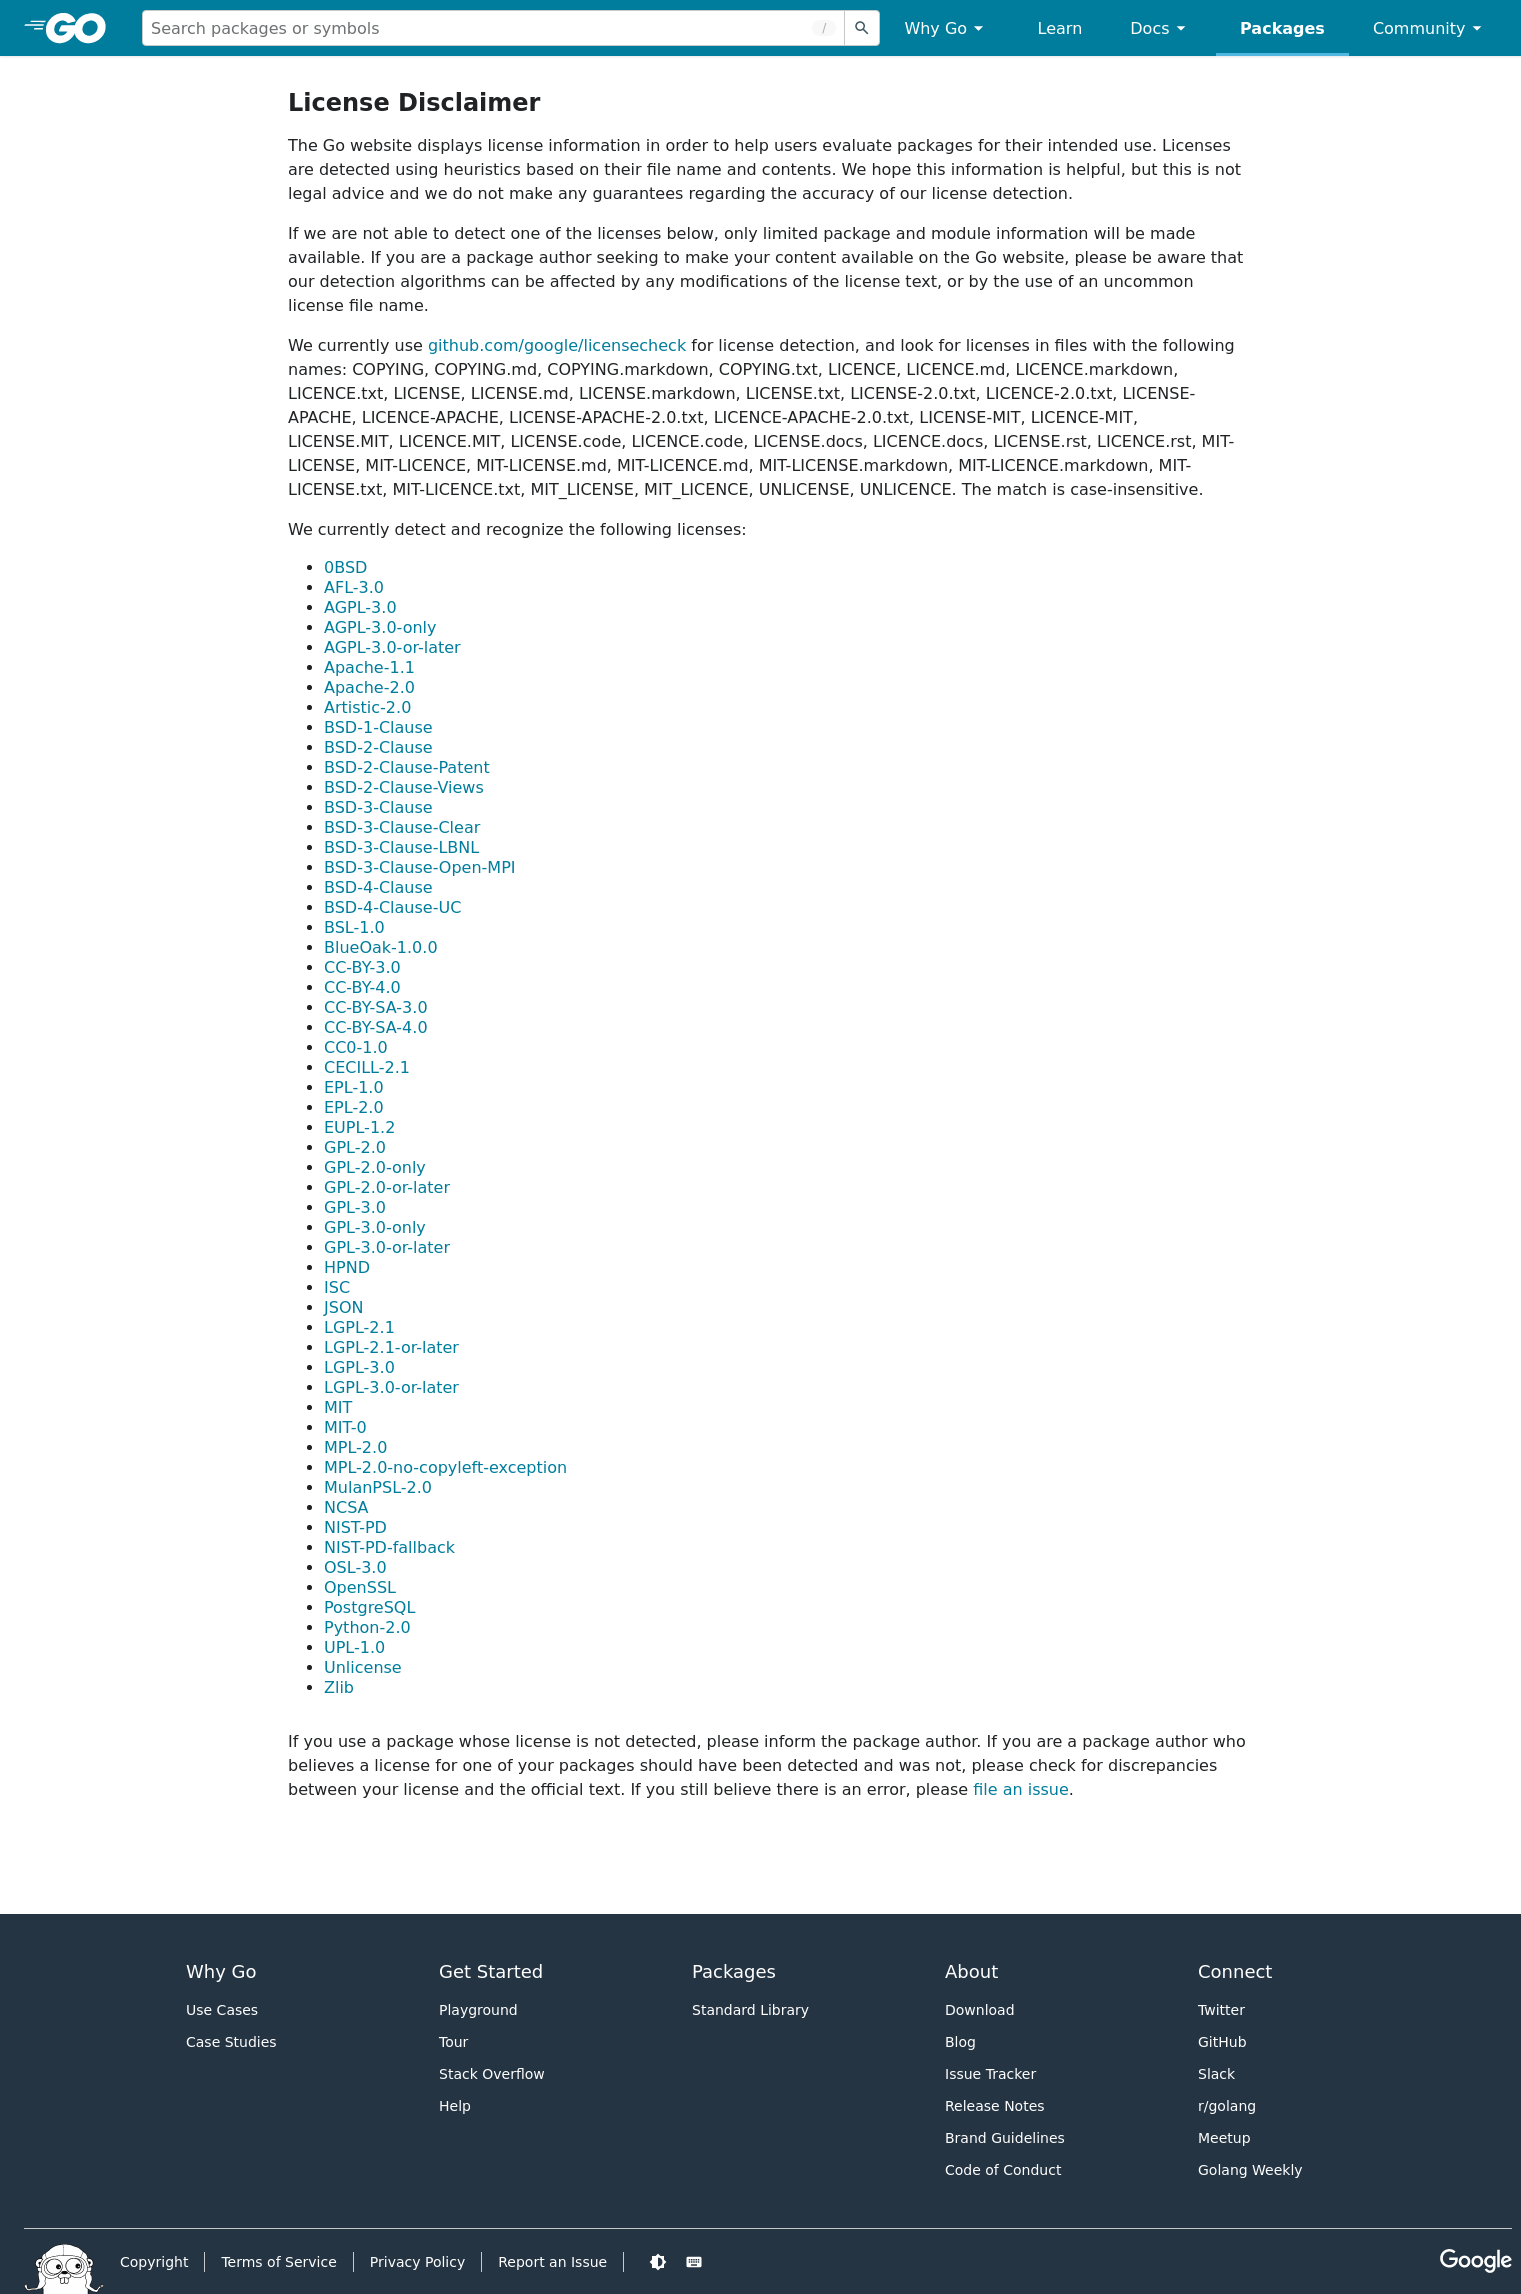 GO
Search packages or symbols /
Why Go
Learn
Docs
Packages
Community
License Disclaimer
The Go website displays license information in order to help users evaluate packages for their intended use. Licenses
are detected using heuristics based on their file name and contents. We hope this information is helpful, but this is not
legal advice and we do not make any guarantees regarding the accuracy of our license detection.
If we are not able to detect one of the licenses below, only limited package and module information will be made
available. If you are a package author seeking to make your content available on the Go website, please be aware that
our detection algorithms can be affected by any modifications of the license text, or by the use of an uncommon
license file name.
We currently use github.com/google/licensecheck for license detection, and look for licenses in files with the following
names: COPYING, COPYING.md, COPYING.markdown, COPYING.txt, LICENCE, LICENCE.md, LICENCE.markdown,
LICENCE.txt, LICENSE, LICENSE.md, LICENSE.markdown, LICENSE.txt, LICENSE-2.0.txt, LICENCE-2.0.txt, LICENSE-
APACHE, LICENCE-APACHE, LICENSE-APACHE-2.0.txt, LICENCE-APACHE-2.0.txt, LICENSE-MIT, LICENCE-MIT,
LICENSE.MIT, LICENCE.MIT, LICENSE.code, LICENCE.code, LICENSE.docs, LICENCE.docs, LICENSE.rst, LICENCE.rst, MIT-
LICENSE, MIT-LICENCE, MIT-LICENSE.md, MIT-LICENCE.md, MIT-LICENSE.markdown, MIT-LICENCE.markdown, MIT-
LICENSE.txt, MIT-LICENCE.txt, MIT_LICENSE, MIT_LICENCE, UNLICENSE, UNLICENCE. The match is case-insensitive.
We currently detect and recognize the following licenses:
0BSD
AFL-3.0
AGPL-3.0
AGPL-3.0-only
AGPL-3.0-or-later
Apache-1.1
Apache-2.0
Artistic-2.0
BSD-1-Clause
BSD-2-Clause
BSD-2-Clause-Patent
BSD-2-Clause-Views
BSD-3-Clause
BSD-3-Clause-Clear
BSD-3-Clause-LBNL
BSD-3-Clause-Open-MPI
BSD-4-Clause
BSD-4-Clause-UC
BSL-1.0
BlueOak-1.0.0
CC-BY-3.0
CC-BY-4.0
CC-BY-SA-3.0
CC-BY-SA-4.0
CC0-1.0
CECILL-2.1
EPL-1.0
EPL-2.0
EUPL-1.2
GPL-2.0
GPL-2.0-only
GPL-2.0-or-later
GPL-3.0
GPL-3.0-only
GPL-3.0-or-later
HPND
ISC
JSON
LGPL-2.1
LGPL-2.1-or-later
LGPL-3.0
LGPL-3.0-or-later
MIT
MIT-0
MPL-2.0
MPL-2.0-no-copyleft-exception
MulanPSL-2.0
NCSA
NIST-PD
NIST-PD-fallback
OSL-3.0
OpenSSL
PostgreSQL
Python-2.0
UPL-1.0
Unlicense
Zlib
If you use a package whose license is not detected, please inform the package author. If you are a package author who
believes a license for one of your packages should have been detected and was not, please check for discrepancies
between your license and the official text. If you still believe there is an error, please file an issue.
Why Go
Use Cases
Case Studies
Get Started
Playground
Tour
Stack Overflow
Help
Packages
Standard Library
About
Download
Blog
Issue Tracker
Release Notes
Brand Guidelines
Code of Conduct
Connect
Twitter
GitHub
Slack
r/golang
Meetup
Golang Weekly
Copyright
Terms of Service
Privacy Policy
Report an Issue
Google